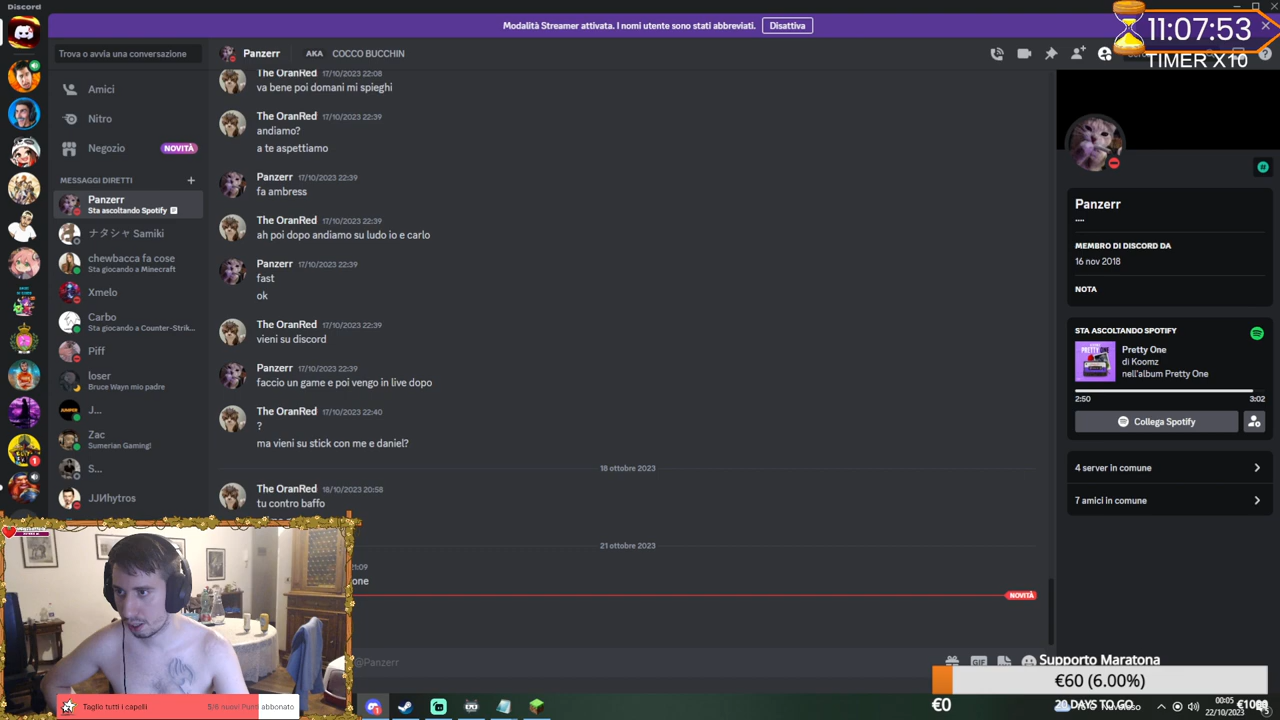 Discord
Modalità Streamer attivata. I nomi utente sono stati abbreviati.
Disattiva
11:07:53
TIMER X10
Trova o avvia una conversazione
Panzerr
AKA
COCCO BUCCHIN
Amici
Nitro
Negozio
NOVITÀ
MESSAGGI DIRETTI
Panzerr
Sta ascoltando Spotify
ナタシャ Samiki
chewbacca fa cose
Sta giocando a Minecraft
Xmelo
Carbo
Sta giocando a Counter-Strik...
Piff
loser
Bruce Wayn mio padre
J...
Zac
Sumerian Gaming!
S...
JJИhytros
The OranRed 17/10/2023 22:08
va bene poi domani mi spieghi
The OranRed 17/10/2023 22:39
andiamo?
a te aspettiamo
Panzerr 17/10/2023 22:39
fa ambress
The OranRed 17/10/2023 22:39
ah poi dopo andiamo su ludo io e carlo
Panzerr 17/10/2023 22:39
fast
ok
The OranRed 17/10/2023 22:39
vieni su discord
Panzerr 17/10/2023 22:39
faccio un game e poi vengo in live dopo
The OranRed 17/10/2023 22:40
?
ma vieni su stick con me e daniel?
18 ottobre 2023
The OranRed 18/10/2023 20:58
tu contro baffo
21 ottobre 2023
one
NOVITÀ
@Panzerr
GIF
Panzerr
....
MEMBRO DI DISCORD DA
16 nov 2018
NOTA
STA ASCOLTANDO SPOTIFY
Pretty One
di Koomz
nell'album Pretty One
2:50
3:02
Collega Spotify
4 server in comune
7 amici in comune
Supporto Maratona
€60 (6.00%)
€0
20 DAYS TO GO
€1000
00:05
22/10/2023
Taglio tutti i capelli
5/6 nuovi Punti abbonato